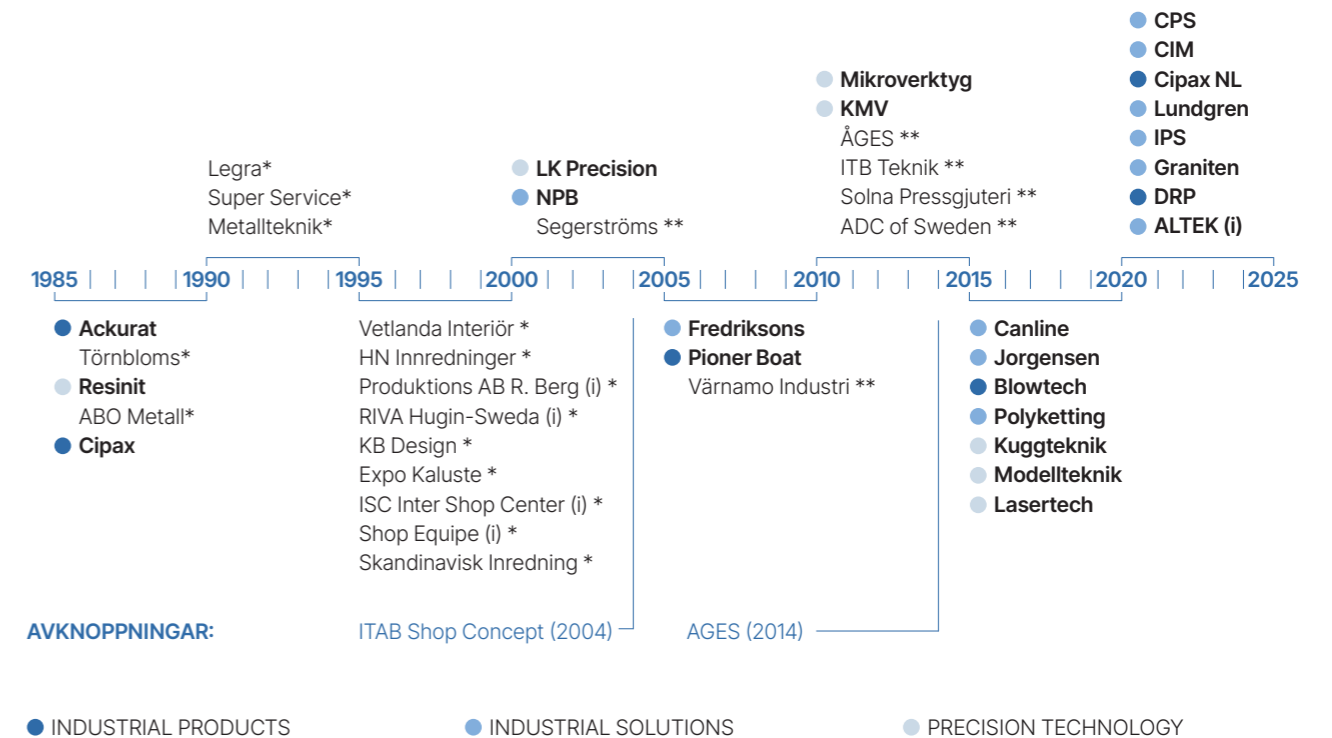 CPS
CIM
Cipax NL
Lundgren
IPS
Graniten
DRP
ALTEK (i)
Mikroverktyg
KMV
ÅGES **
ITB Teknik **
Solna Pressgjuteri **
ADC of Sweden **
LK Precision
NPB
Segerströms **
Legra*
Super Service*
Metallteknik*
1985 1990 1995 2000 2005 2010 2015 2020 2025
Ackurat
Törnbloms*
Resinit
ABO Metall*
Cipax
Vetlanda Interiör *
HN Innredninger *
Produktions AB R. Berg (i) *
RIVA Hugin-Sweda (i) *
KB Design *
Expo Kaluste *
ISC Inter Shop Center (i) *
Shop Equipe (i) *
Skandinavisk Inredning *
Fredriksons
Pioner Boat
Värnamo Industri **
Canline
Jorgensen
Blowtech
Polyketting
Kuggteknik
Modellteknik
Lasertech
AVKNOPPNINGAR: ITAB Shop Concept (2004) AGES (2014)
INDUSTRIAL PRODUCTS INDUSTRIAL SOLUTIONS PRECISION TECHNOLOGY